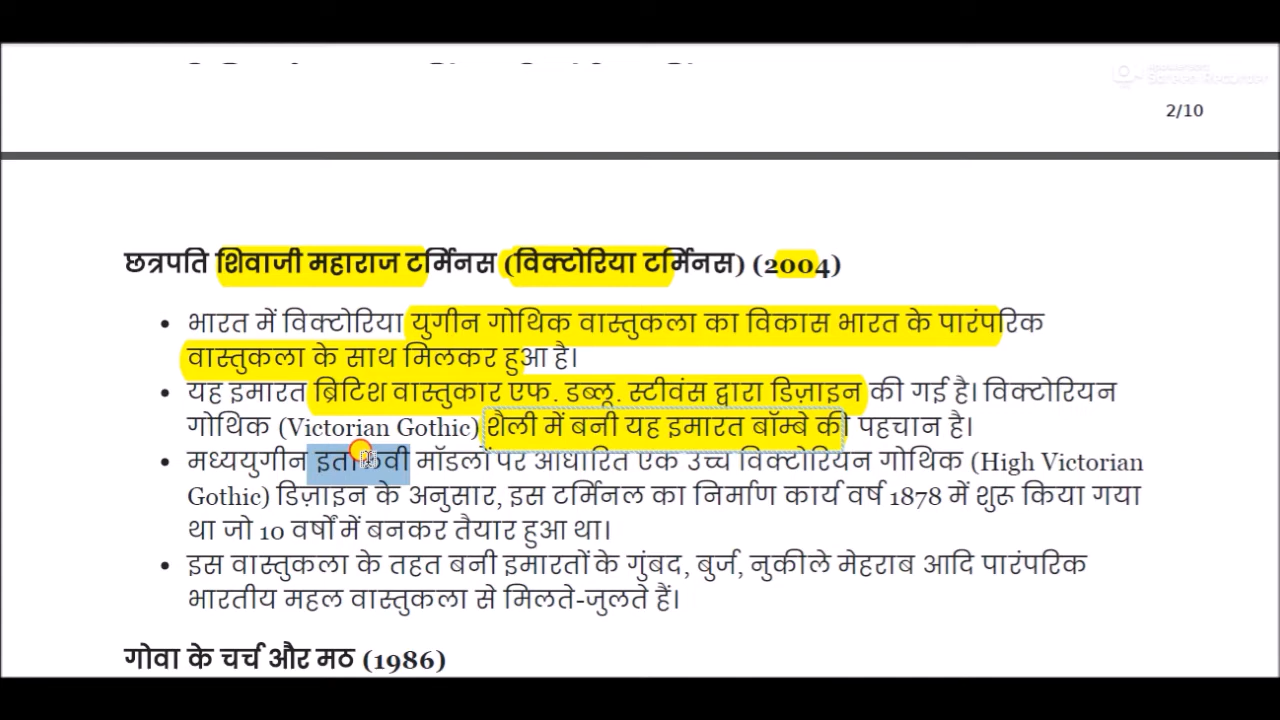 2/10
छत्रपति शिवाजी महाराज टर्मिनस (विक्टोरिया टर्मिनस) (2004)
• भारत में विक्टोरिया युगीन गोथिक वास्तुकला का विकास भारत के पारंपरिक
वास्तुकला के साथ मिलकर हुआ है।
• यह इमारत ब्रिटिश वास्तुकार एफ. डब्लू. स्टीवंस द्वारा डिज़ाइन की गई है। विक्टोरियन
गोथिक (Victorian Gothic) शैली में बनी यह इमारत बॉम्बे की पहचान है।
• मध्ययुगीन इतालवी मॉडलों पर आधारित एक उच्च विक्टोरियन गोथिक (High Victorian
Gothic) डिज़ाइन के अनुसार, इस टर्मिनल का निर्माण कार्य वर्ष 1878 में शुरू किया गया
था जो 10 वर्षों में बनकर तैयार हुआ था।
• इस वास्तुकला के तहत बनी इमारतों के गुंबद, बुर्ज, नुकीले मेहराब आदि पारंपरिक
भारतीय महल वास्तुकला से मिलते-जुलते हैं।
गोवा के चर्च और मठ (1986)